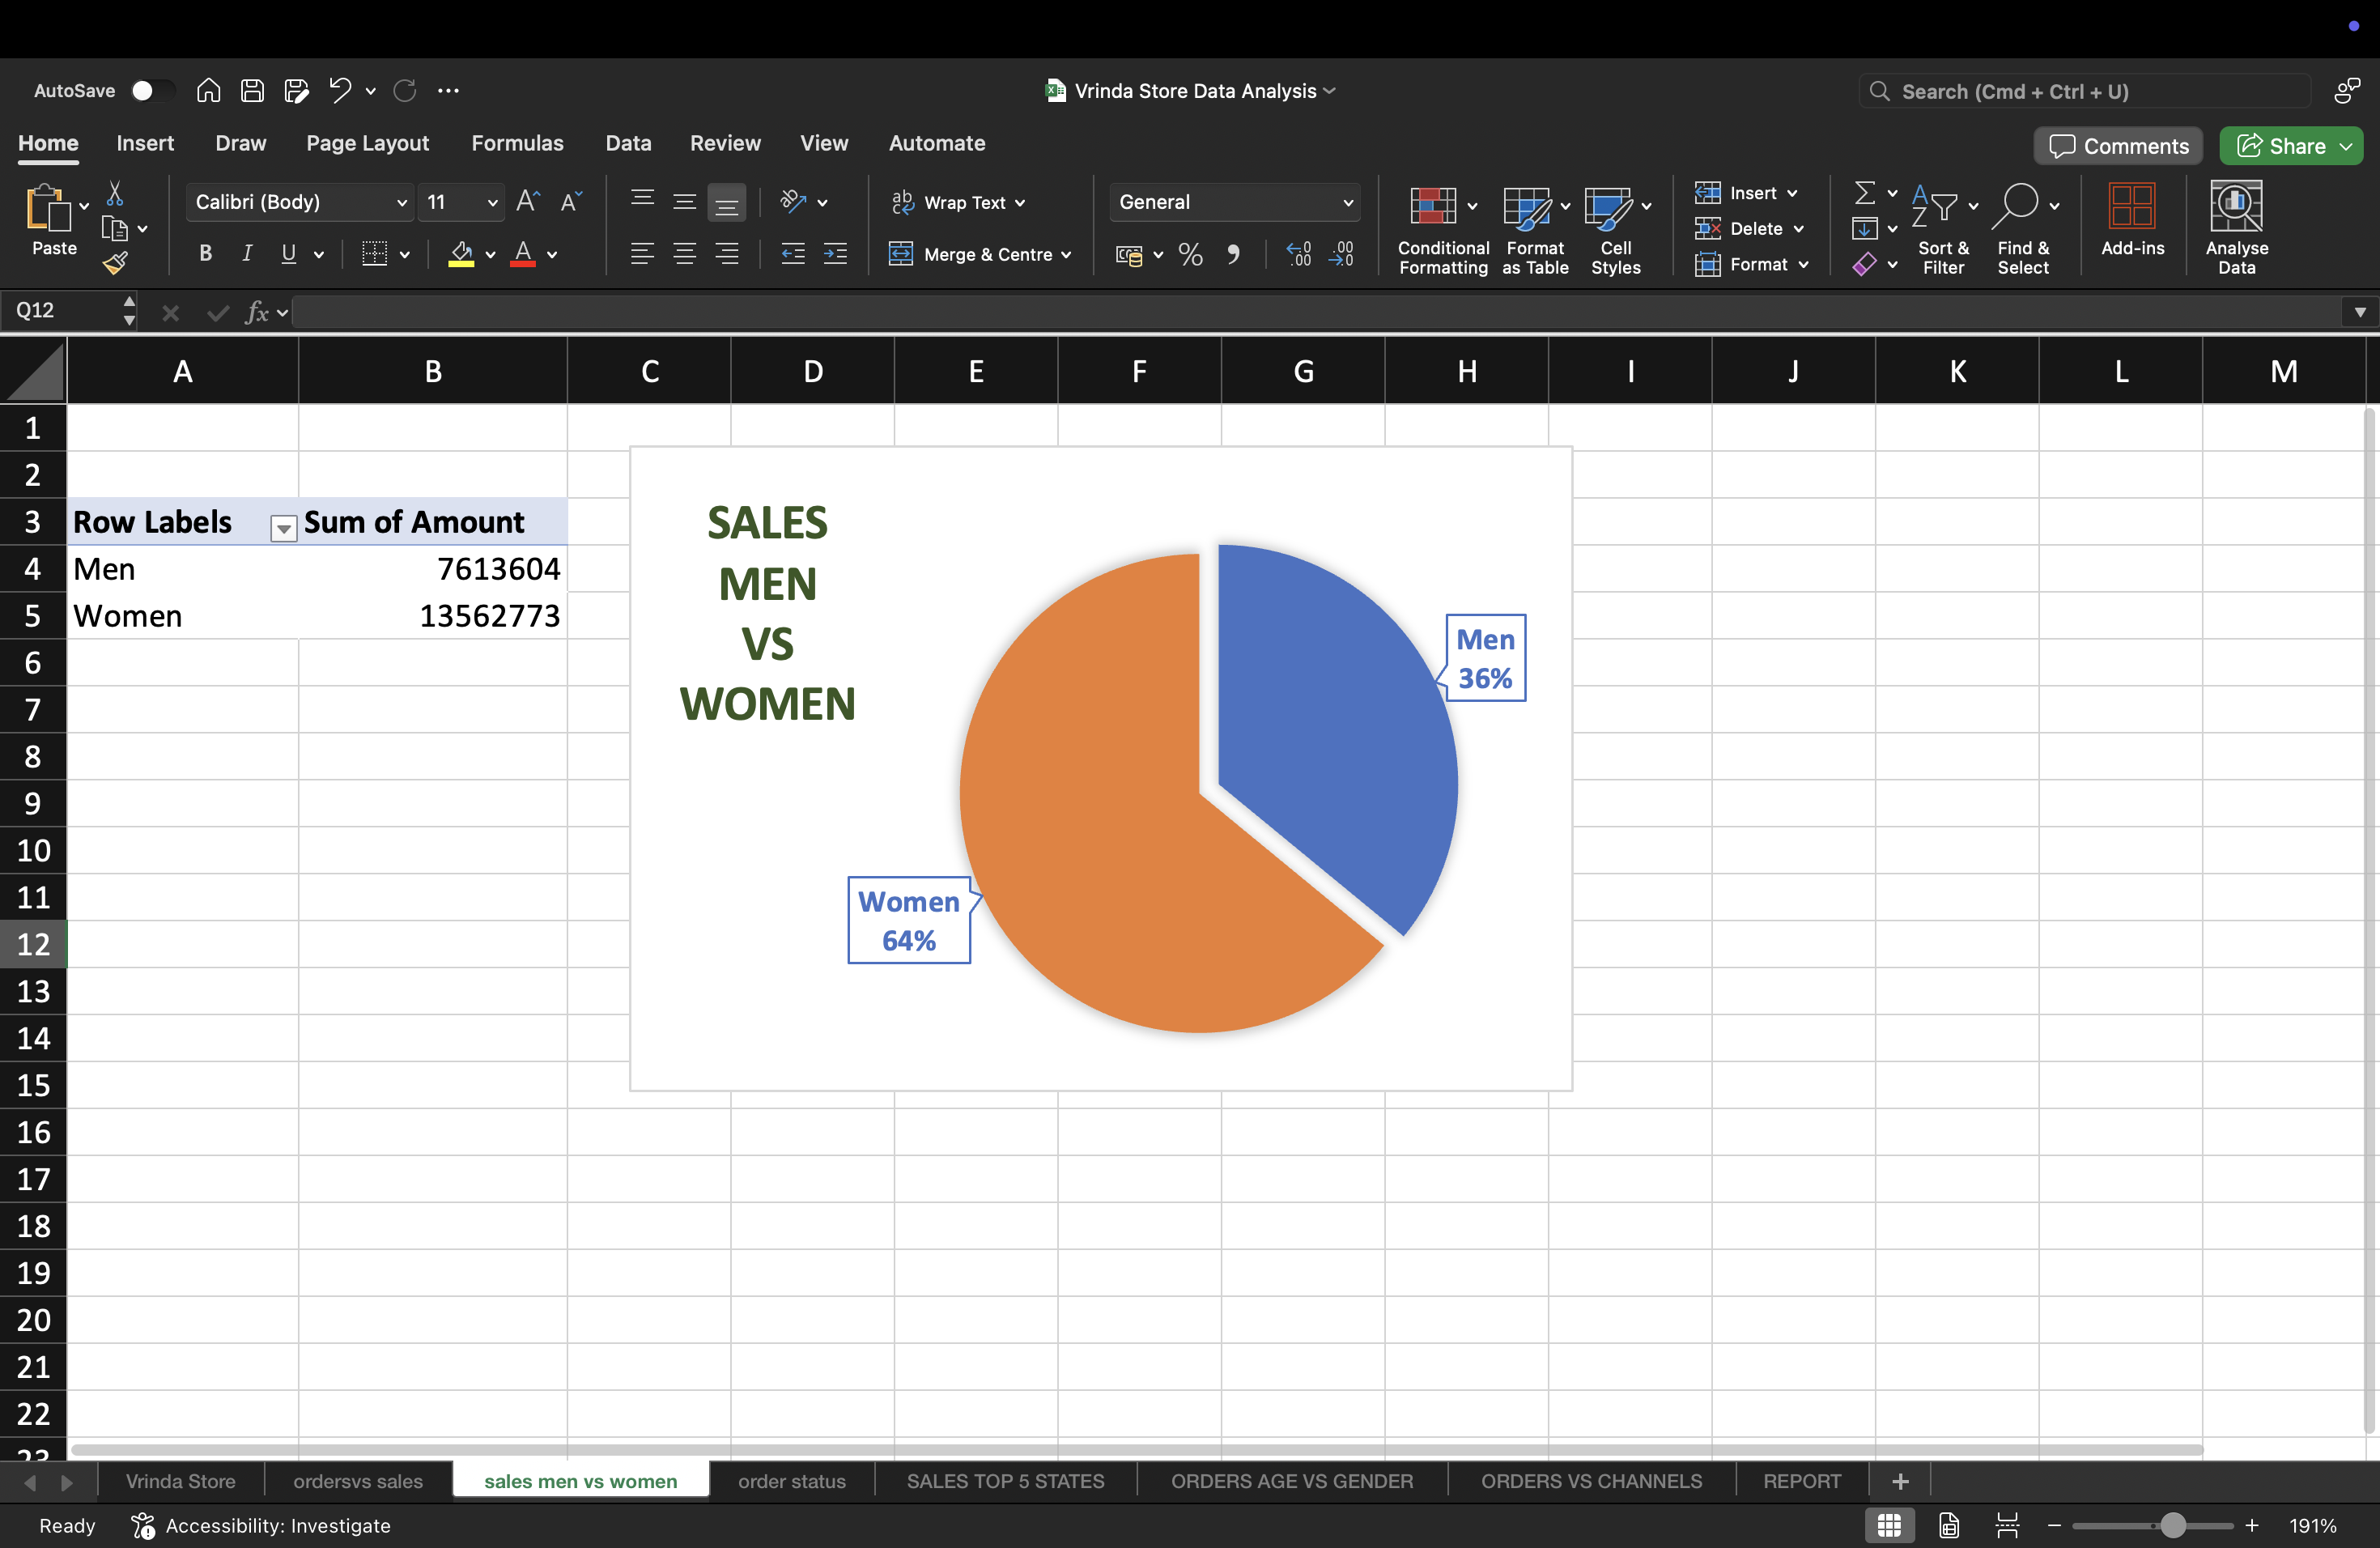 AutoSave
Vrinda Store Data Analysis
Search (Cmd + Ctrl + U)
Home Insert Draw Page Layout Formulas Data Review View Automate
Comments Share
Paste
Calibri (Body) 11
Wrap Text
General
B I U
Merge & Centre
Conditional Formatting
Format as Table
Cell Styles
Insert
Delete
Format
Sort & Filter
Find & Select
Add-ins
Analyse Data
Q12 fx
A B C D E F G H I J K L M
1
2
3 Row Labels Sum of Amount
4 Men 7613604
5 Women 13562773
6
7
8
9
10
11
12
13
14
15
16
17
18
19
20
21
22
23
SALES
MEN
VS
WOMEN
Men
36%
Women
64%
Vrinda Store ordersvs sales sales men vs women order status SALES TOP 5 STATES ORDERS AGE VS GENDER ORDERS VS CHANNELS REPORT +
Ready Accessibility: Investigate 191%